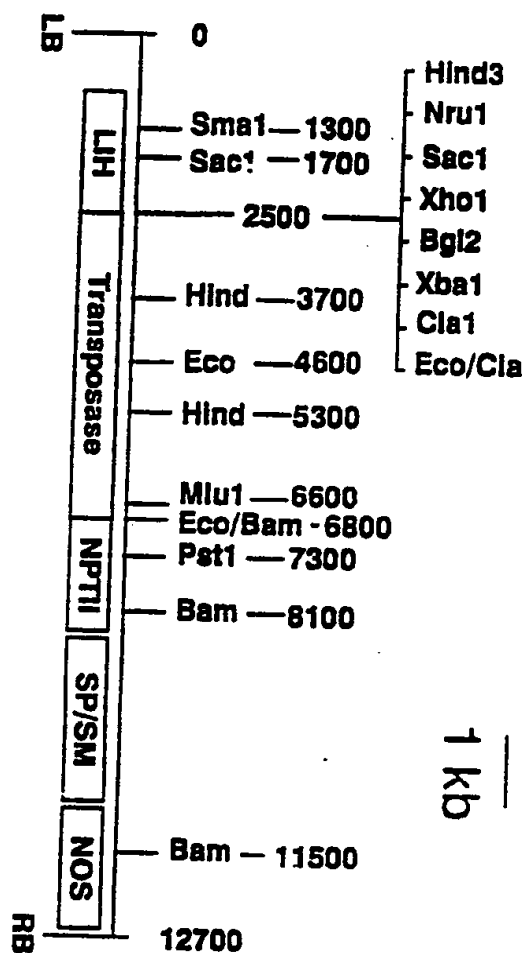 LB
0
Hind3
Nru1
Sac1
Xho1
Bgl2
Xba1
Cla1
Eco/Cla
LIH
Sma1 — 1300
Sac1 — 1700
2500
Transposase
Hind — 3700
Eco — 4600
Hind — 5300
Mlu1 — 6600
Eco/Bam - 6800
NPTII
Pst1 — 7300
Bam — 8100
SP/SM
1 kb
NOS
Bam — 11500
RB
12700